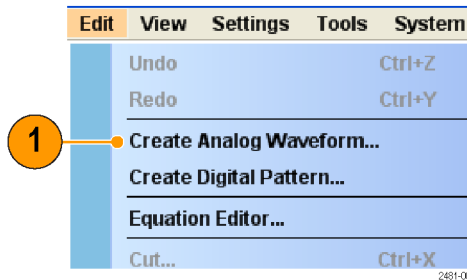 Edit View Settings Tools System
Undo Ctrl+Z
Redo Ctrl+Y
1
Create Analog Waveform...
Create Digital Pattern...
Equation Editor...
Cut... Ctrl+X